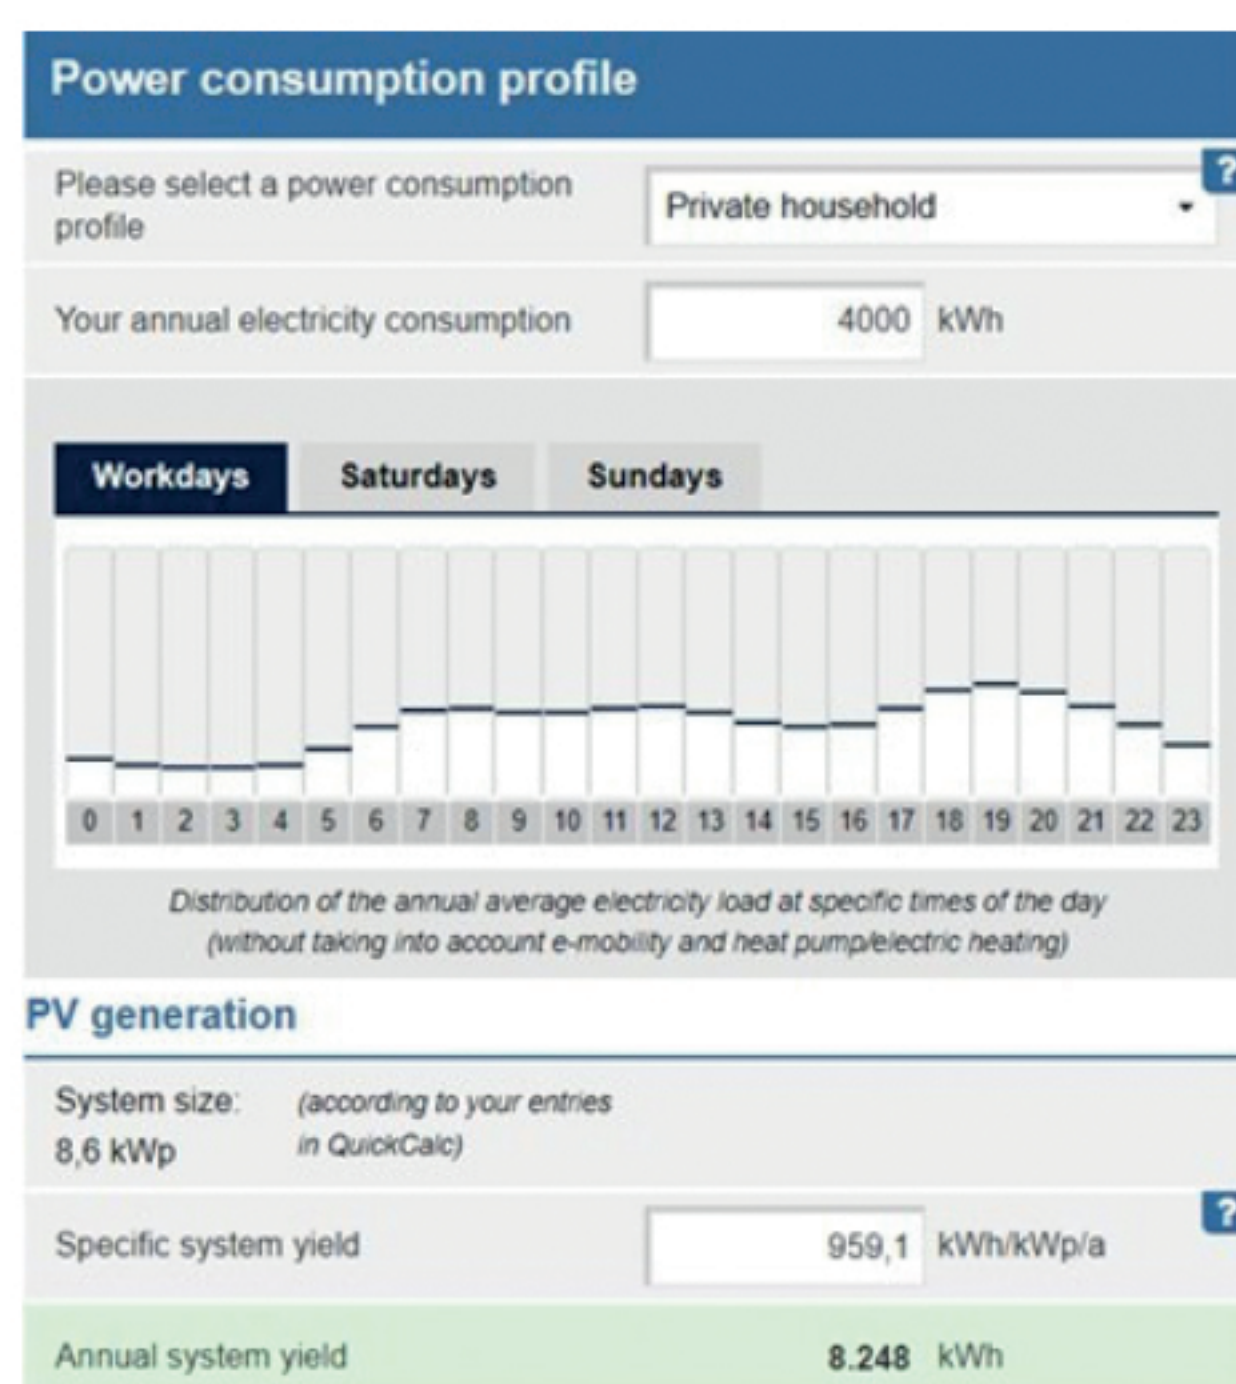 Power consumption profile
?
Please select a power consumption
profile
Private household
Your annual electricity consumption
4000 kWh
Workdays Saturdays Sundays
0 1 2 3 4 5 6 7 8 9 10 11 12 13 14 15 16 17 18 19 20 21 22 23
Distribution of the annual average electricity load at specific times of the day
(without taking into account e-mobility and heat pump/electric heating)
PV generation
System size: (according to your entries
8,6 kWp in QuickCalc)
?
Specific system yield 959,1 kWh/kWp/a
Annual system yield 8.248 kWh